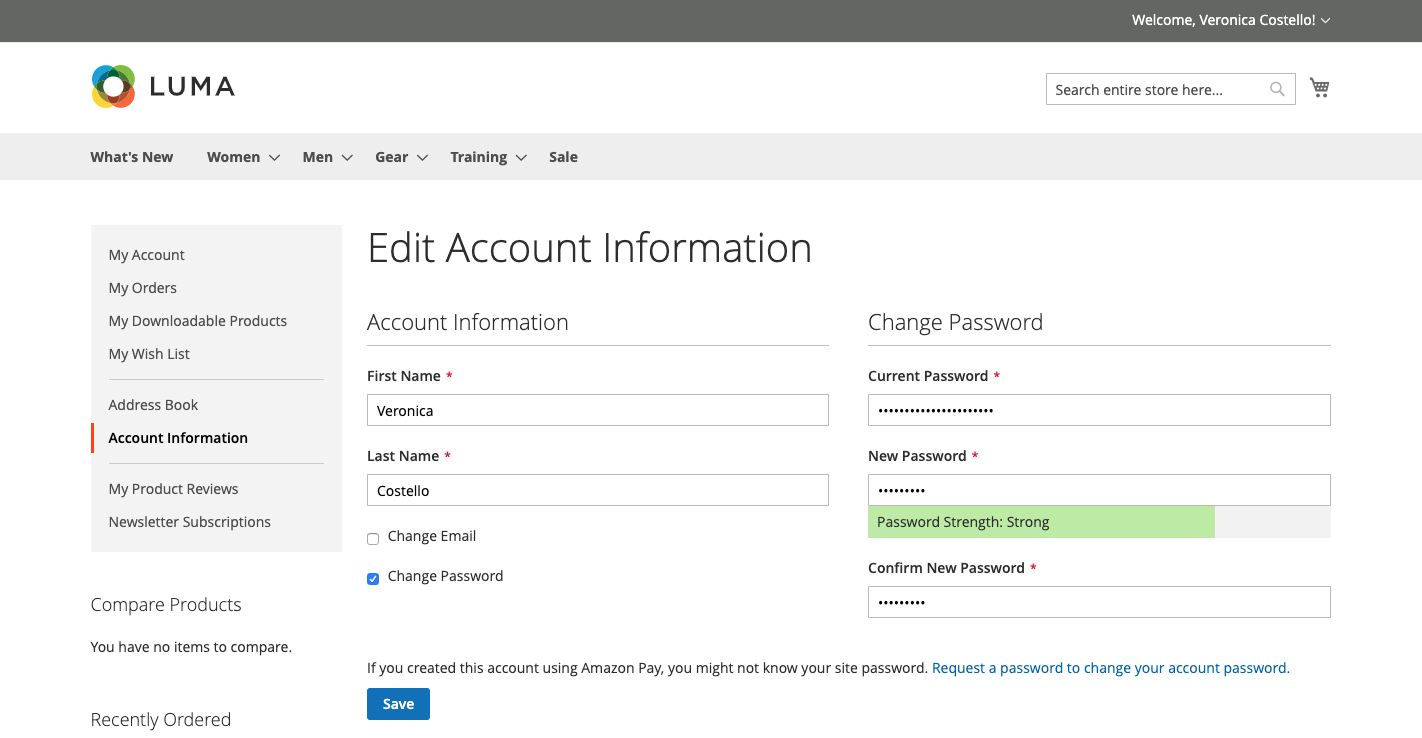 Welcome, Veronica Costello!
LUMA
Search entire store here...
What's New Women Men Gear Training Sale
My Account
My Orders
My Downloadable Products
My Wish List
Address Book
Account Information
My Product Reviews
Newsletter Subscriptions
Compare Products
You have no items to compare.
Recently Ordered
Edit Account Information
Account Information
First Name *
Veronica
Last Name *
Costello
Change Email
Change Password
Change Password
Current Password *
•••••••••••••••••••••
New Password *
•••••••••
Password Strength: Strong
Confirm New Password *
•••••••••
If you created this account using Amazon Pay, you might not know your site password. Request a password to change your account password.
Save